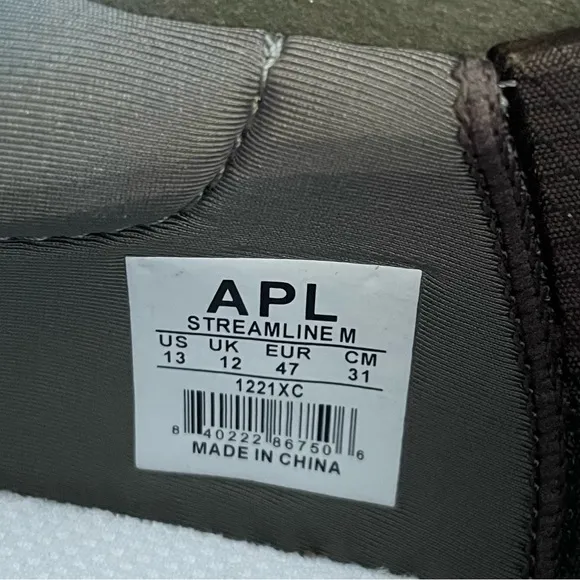 APL
STREAMLINE M
US UK EUR CM
13 12 47 31
1221XC
8 40222 86750 6
MADE IN CHINA